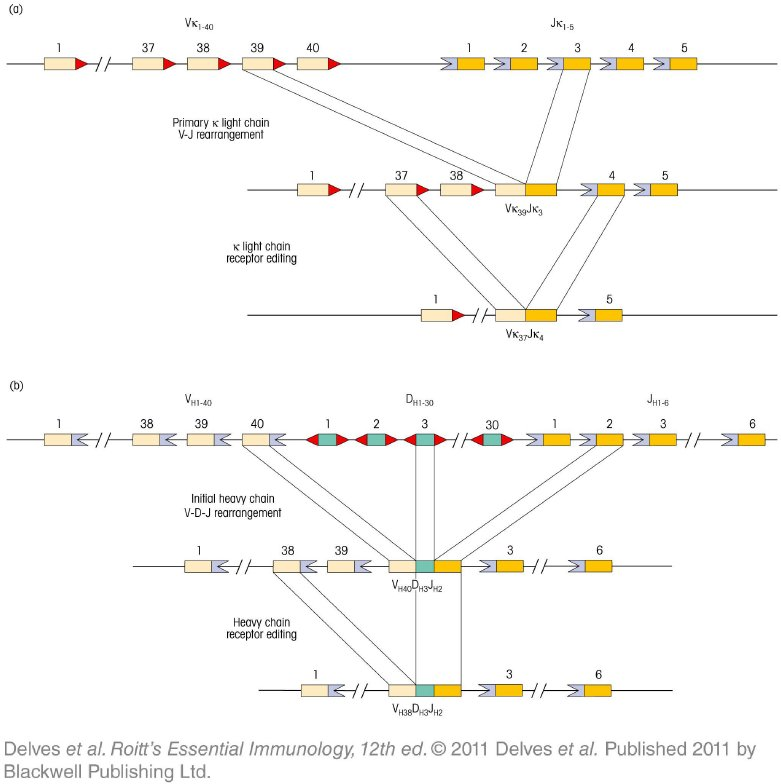 (a)
Vκ1-40 Jκ1-5
1 37 38 39 40 1 2 3 4 5
Primary κ light chain
V-J rearrangement
1 37 38 4 5
Vκ39Jκ3
κ light chain
receptor editing
1 5
Vκ37Jκ4
(b)
VH1-40 DH1-30 JH1-6
1 38 39 40 1 2 3 30 1 2 3 6
Initial heavy chain
V-D-J rearrangement
1 38 39 3 6
VH40DH3JH2
Heavy chain
receptor editing
1 3 6
VH38DH3JH2
Delves et al. Roitt's Essential Immunology, 12th ed. © 2011 Delves et al. Published 2011 by
Blackwell Publishing Ltd.